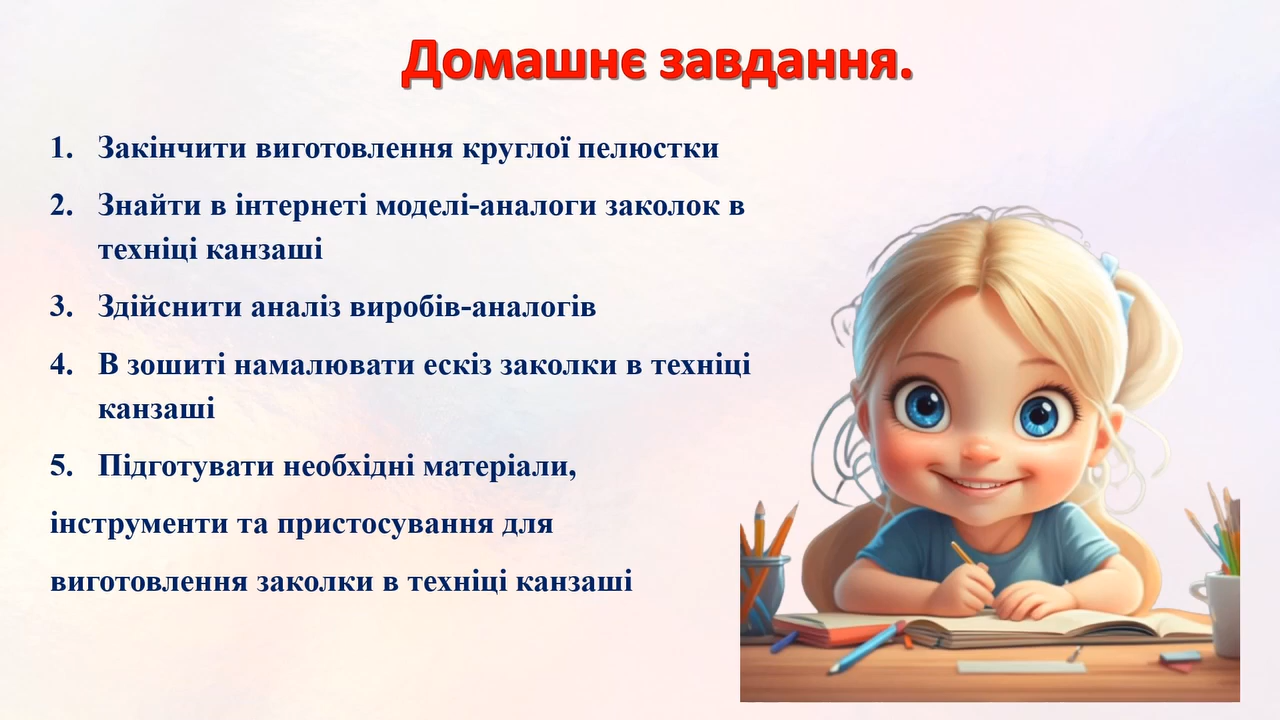 Домашнє завдання.
1. Закінчити виготовлення круглої пелюстки
2. Знайти в інтернеті моделі-аналоги заколок в
техніці канзаші
3. Здійснити аналіз виробів-аналогів
4. В зошиті намалювати ескіз заколки в техніці
канзаші
5. Підготувати необхідні матеріали,
інструменти та пристосування для
виготовлення заколки в техніці канзаші